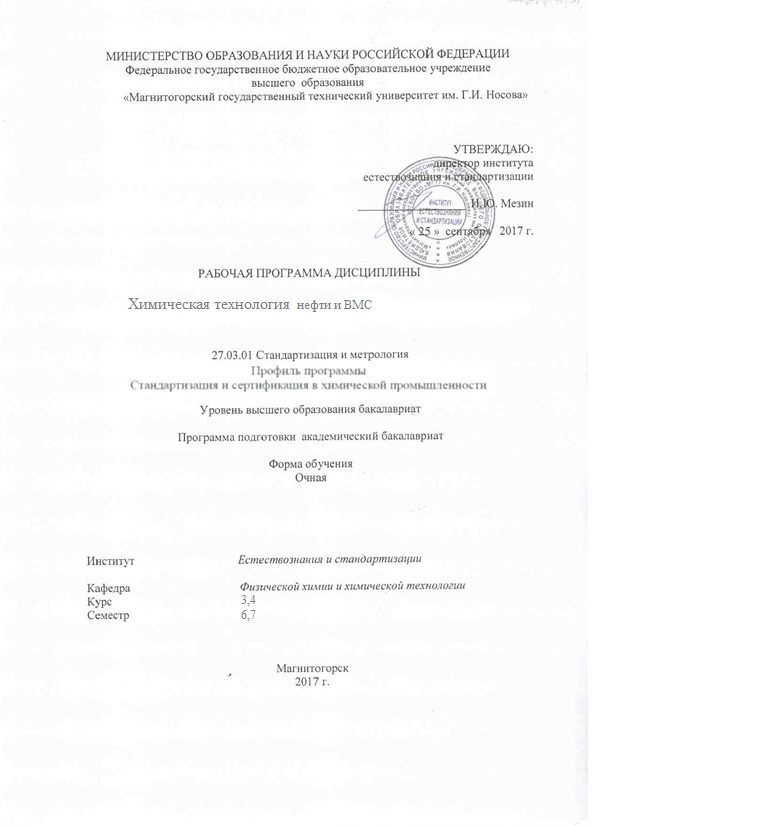 МИНИСТЕРСТВО ОБРАЗОВАНИЯ И НАУКИ РОССИЙСКОЙ ФЕДЕРАЦИИ
Федеральное государственное бюджетное образовательное учреждение
высшего образования
«Магнитогорский государственный технический университет им. Г.И. Носова»
УТВЕРЖДАЮ:
директор института
естествознания и стандартизации
И.Ю. Мезин
« 25 » сентября 2017 г.
ИНСТИТУТ
ЕСТЕСТВОЗНАНИЯ
И СТАНДАРТИЗАЦИИ
РАБОЧАЯ ПРОГРАММА ДИСЦИПЛИНЫ
Химическая технология нефти и ВМС
27.03.01 Стандартизация и метрология
Профиль программы
Стандартизация и сертификация в химической промышленности
Уровень высшего образования бакалавриат
Программа подготовки академический бакалавриат
Форма обучения
Очная
Институт Естествознания и стандартизации
Кафедра Физической химии и химической технологии
Курс 3,4
Семестр 6,7
Магнитогорск
2017 г.